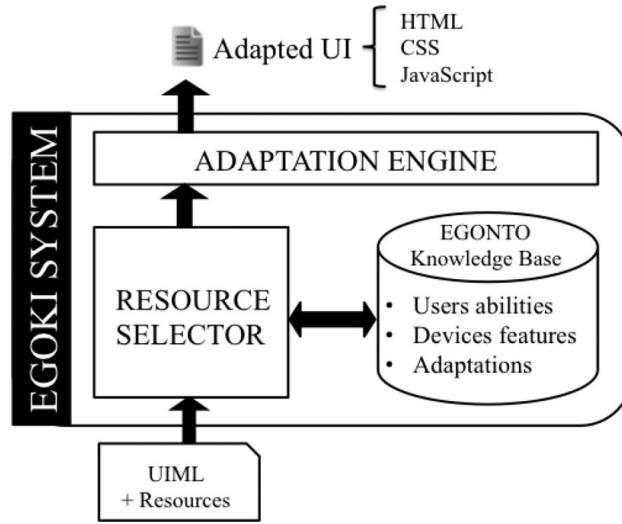 Adapted UI
HTML
CSS
JavaScript
EGOKI SYSTEM
ADAPTATION ENGINE
RESOURCE
SELECTOR
EGONTO
Knowledge Base
• Users abilities
• Devices features
• Adaptations
UIML
+ Resources